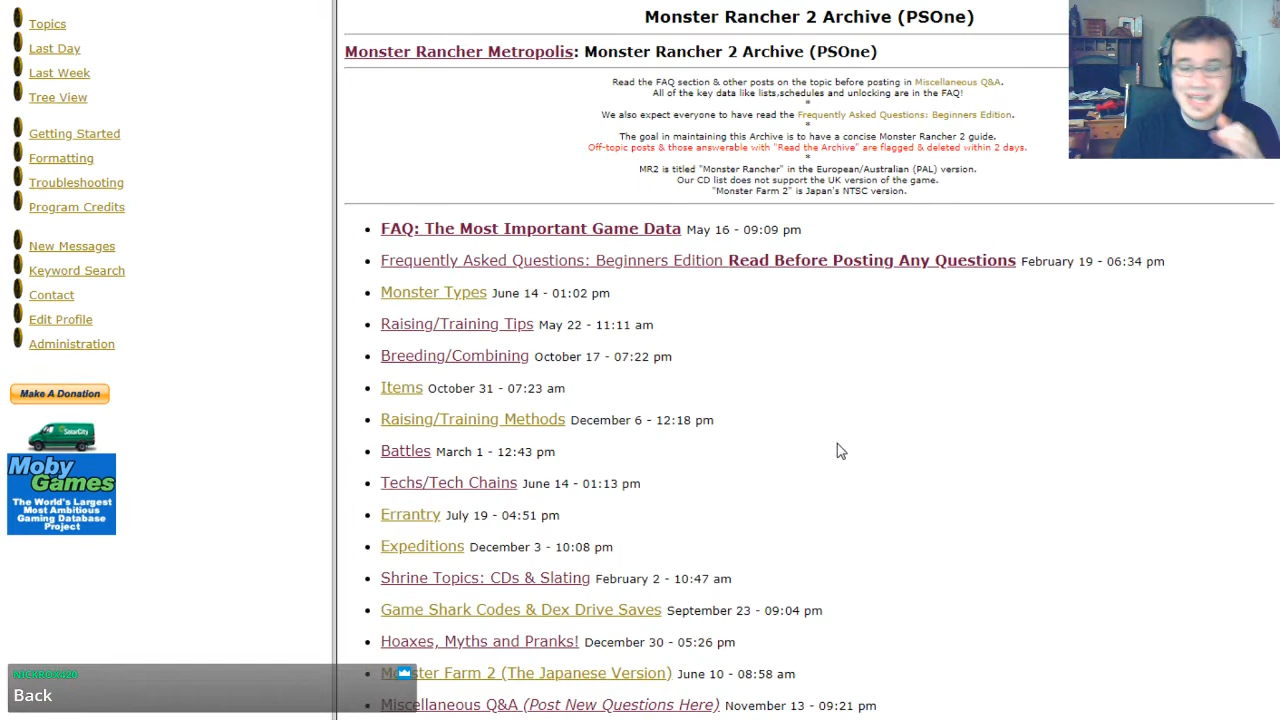 Topics
Last Day
Last Week
Tree View
Getting Started
Formatting
Troubleshooting
Program Credits
New Messages
Keyword Search
Contact
Edit Profile
Administration
Make A Donation
Moby
Games
The World's Largest
Most Ambitious
Gaming Database
Project
Monster Rancher 2 Archive (PSOne)
Monster Rancher Metropolis: Monster Rancher 2 Archive (PSOne)
Read the FAQ section & other posts on the topic before posting in Miscellaneous Q&A.
All of the key data like lists,schedules and unlocking are in the FAQ!
*
We also expect everyone to have read the Frequently Asked Questions: Beginners Edition.
*
The goal in maintaining this Archive is to have a concise Monster Rancher 2 guide.
Off-topic posts & those answerable with "Read the Archive" are flagged & deleted within 2 days.
*
MR2 is titled "Monster Rancher" in the European/Australian (PAL) version.
Our CD list does not support the UK version of the game.
"Monster Farm 2" is Japan's NTSC version.
FAQ: The Most Important Game Data May 16 - 09:09 pm
Frequently Asked Questions: Beginners Edition Read Before Posting Any Questions February 19 - 06:34 pm
Monster Types June 14 - 01:02 pm
Raising/Training Tips May 22 - 11:11 am
Breeding/Combining October 17 - 07:22 pm
Items October 31 - 07:23 am
Raising/Training Methods December 6 - 12:18 pm
Battles March 1 - 12:43 pm
Techs/Tech Chains June 14 - 01:13 pm
Errantry July 19 - 04:51 pm
Expeditions December 3 - 10:08 pm
Shrine Topics: CDs & Slating February 2 - 10:47 am
Game Shark Codes & Dex Drive Saves September 23 - 09:04 pm
Hoaxes, Myths and Pranks! December 30 - 05:26 pm
Monster Farm 2 (The Japanese Version) June 10 - 08:58 am
Miscellaneous Q&A (Post New Questions Here) November 13 - 09:21 pm
Back